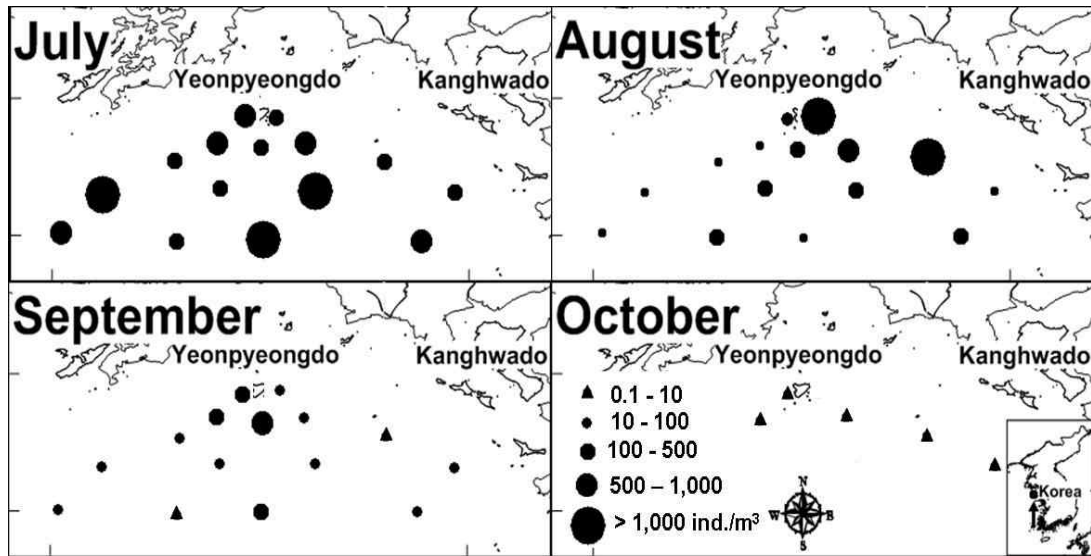 July
Yeonpyeongdo
Kanghwado
August
Yeonpyeongdo
Kanghwado
September
Yeonpyeongdo
Kanghwado
October
Yeonpyeongdo
Kanghwado
0.1 - 10
10 - 100
100 - 500
500 – 1,000
> 1,000 ind./m³
N
W E
S
Korea